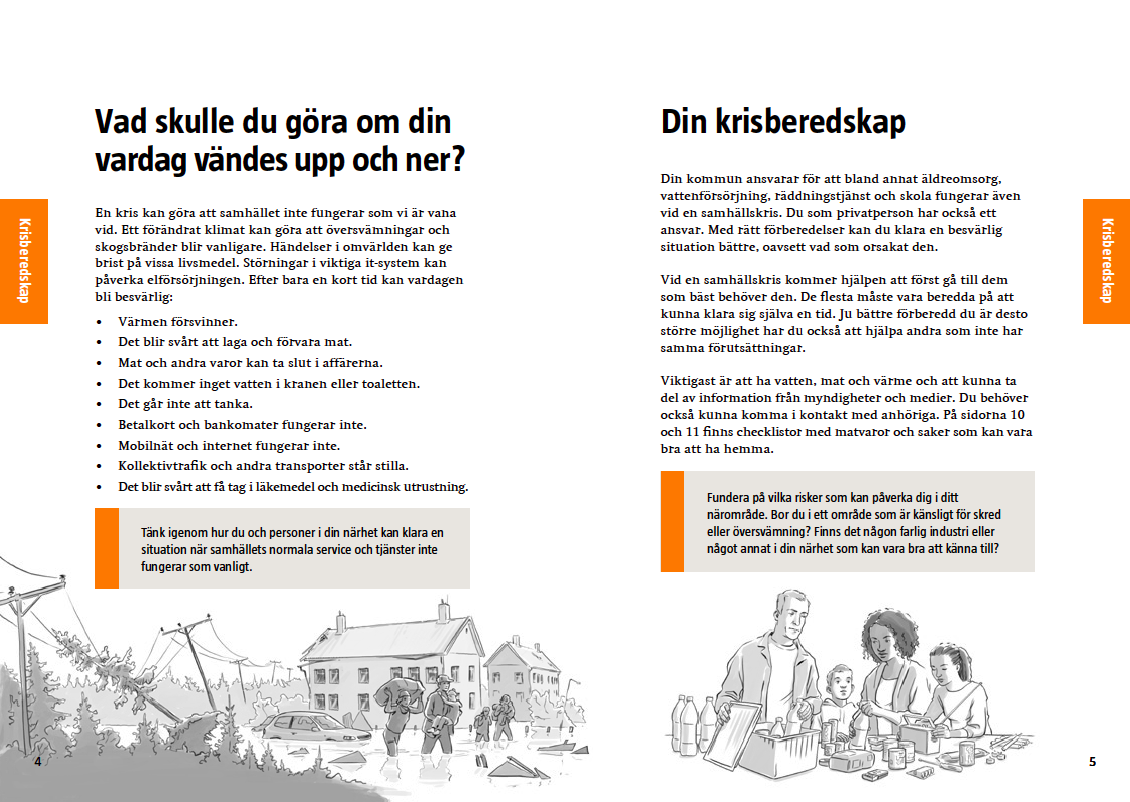 Vad skulle du göra om din
vardag vändes upp och ner?
Krisberedskap
En kris kan göra att samhället inte fungerar som vi är vana
vid. Ett förändrat klimat kan göra att översvämningar och
skogsbränder blir vanligare. Händelser i omvärlden kan ge
brist på vissa livsmedel. Störningar i viktiga it-system kan
påverka elförsörjningen. Efter bara en kort tid kan vardagen
bli besvärlig:
• Värmen försvinner.
• Det blir svårt att laga och förvara mat.
• Mat och andra varor kan ta slut i affärerna.
• Det kommer inget vatten i kranen eller toaletten.
• Det går inte att tanka.
• Betalkort och bankomater fungerar inte.
• Mobilnät och internet fungerar inte.
• Kollektivtrafik och andra transporter står stilla.
• Det blir svårt att få tag i läkemedel och medicinsk utrustning.
Tänk igenom hur du och personer i din närhet kan klara en
situation när samhällets normala service och tjänster inte
fungerar som vanligt.
4
Din krisberedskap
Din kommun ansvarar för att bland annat äldreomsorg,
vattenförsörjning, räddningstjänst och skola fungerar även
vid en samhällskris. Du som privatperson har också ett
ansvar. Med rätt förberedelser kan du klara en besvärlig
situation bättre, oavsett vad som orsakat den.
Vid en samhällskris kommer hjälpen att först gå till dem
som bäst behöver den. De flesta måste vara beredda på att
kunna klara sig själva en tid. Ju bättre förberedd du är desto
större möjlighet har du också att hjälpa andra som inte har
samma förutsättningar.
Viktigast är att ha vatten, mat och värme och att kunna ta
del av information från myndigheter och medier. Du behöver
också kunna komma i kontakt med anhöriga. På sidorna 10
och 11 finns checklistor med matvaror och saker som kan vara
bra att ha hemma.
Krisberedskap
Fundera på vilka risker som kan påverka dig i ditt
närområde. Bor du i ett område som är känsligt för skred
eller översvämning? Finns det någon farlig industri eller
något annat i din närhet som kan vara bra att känna till?
5